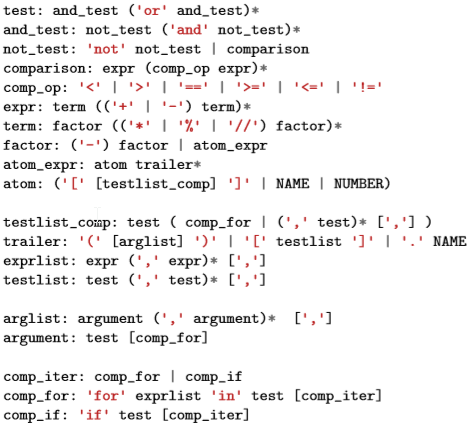 test: and_test ('or' and_test)*
and_test: not_test ('and' not_test)*
not_test: 'not' not_test | comparison
comparison: expr (comp_op expr)*
comp_op: '<' | '>' | '==' | '>=' | '<=' | '!='
expr: term (('+' | '-') term)*
term: factor (('*' | '%' | '//') factor)*
factor: ('-') factor | atom_expr
atom_expr: atom trailer*
atom: ('[' [testlist_comp] ']' | NAME | NUMBER)
testlist_comp: test ( comp_for | (',' test)* [','] )
trailer: '(' [arglist] ')' | '[' testlist ']' | '.' NAME
exprlist: expr (',' expr)* [',']
testlist: test (',' test)* [',']
arglist: argument (',' argument)* [',']
argument: test [comp_for]
comp_iter: comp_for | comp_if
comp_for: 'for' exprlist 'in' test [comp_iter]
comp_if: 'if' test [comp_iter]